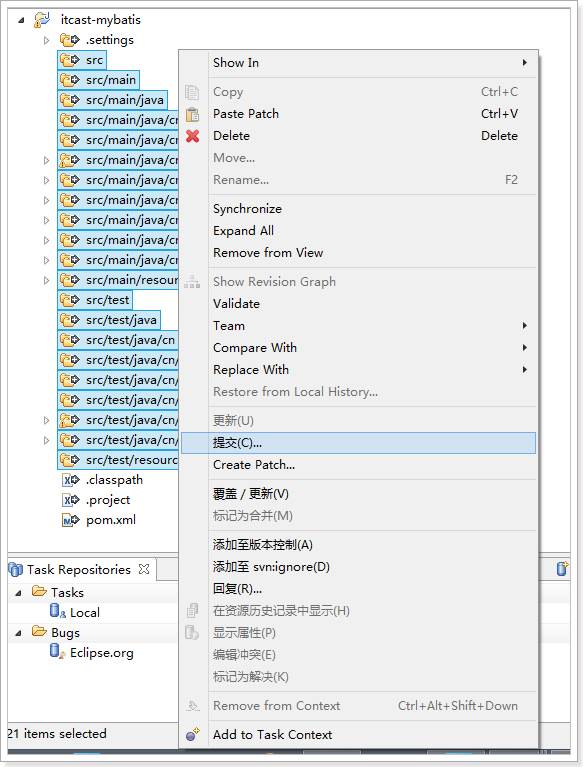 itcast-mybatis
.settings
src
src/main
src/main/java
src/main/java/cn
src/main/java/cn
src/main/java/cn
src/main/java/cn
src/main/java/cn
src/main/java/cn
src/main/java/cn
src/main/java/cn
src/main/resour
src/test
src/test/java
src/test/java/cn
src/test/java/cn/
src/test/java/cn/
src/test/java/cn/
src/test/java/cn/
src/test/java/cn/
src/test/resourc
.classpath
.project
pom.xml
Show In
Copy Ctrl+C
Paste Patch Ctrl+V
Delete Delete
Move...
Rename... F2
Synchronize
Expand All
Remove from View
Show Revision Graph
Validate
Team
Compare With
Replace With
Restore from Local History...
更新(U)
提交(C)...
Create Patch...
覆盖 / 更新(V)
标记为合并(M)
添加至版本控制(A)
添加至 svn:ignore(D)
回复(R)...
在资源历史记录中显示(H)
显示属性(P)
编辑冲突(E)
标记为解决(K)
Remove from Context Ctrl+Alt+Shift+Down
Add to Task Context
Task Repositories
Tasks
Local
Bugs
Eclipse.org
21 items selected